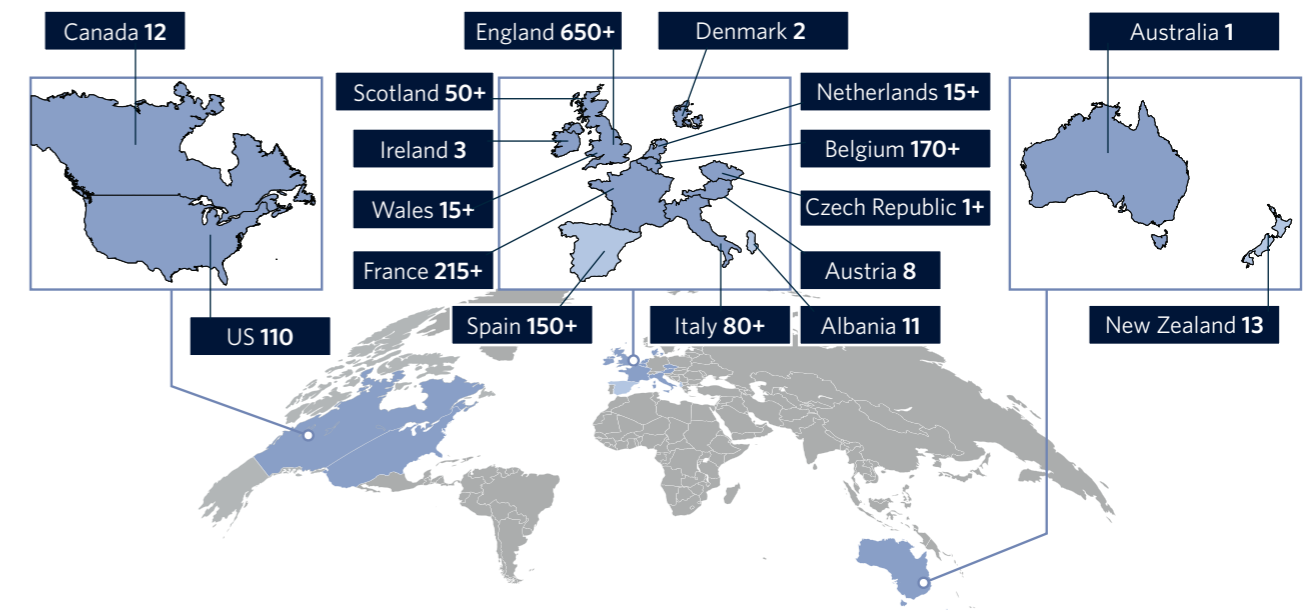 Canada 12
England 650+
Denmark 2
Australia 1
Scotland 50+
Netherlands 15+
Ireland 3
Belgium 170+
Wales 15+
Czech Republic 1+
France 215+
Austria 8
US 110
Spain 150+
Italy 80+
Albania 11
New Zealand 13